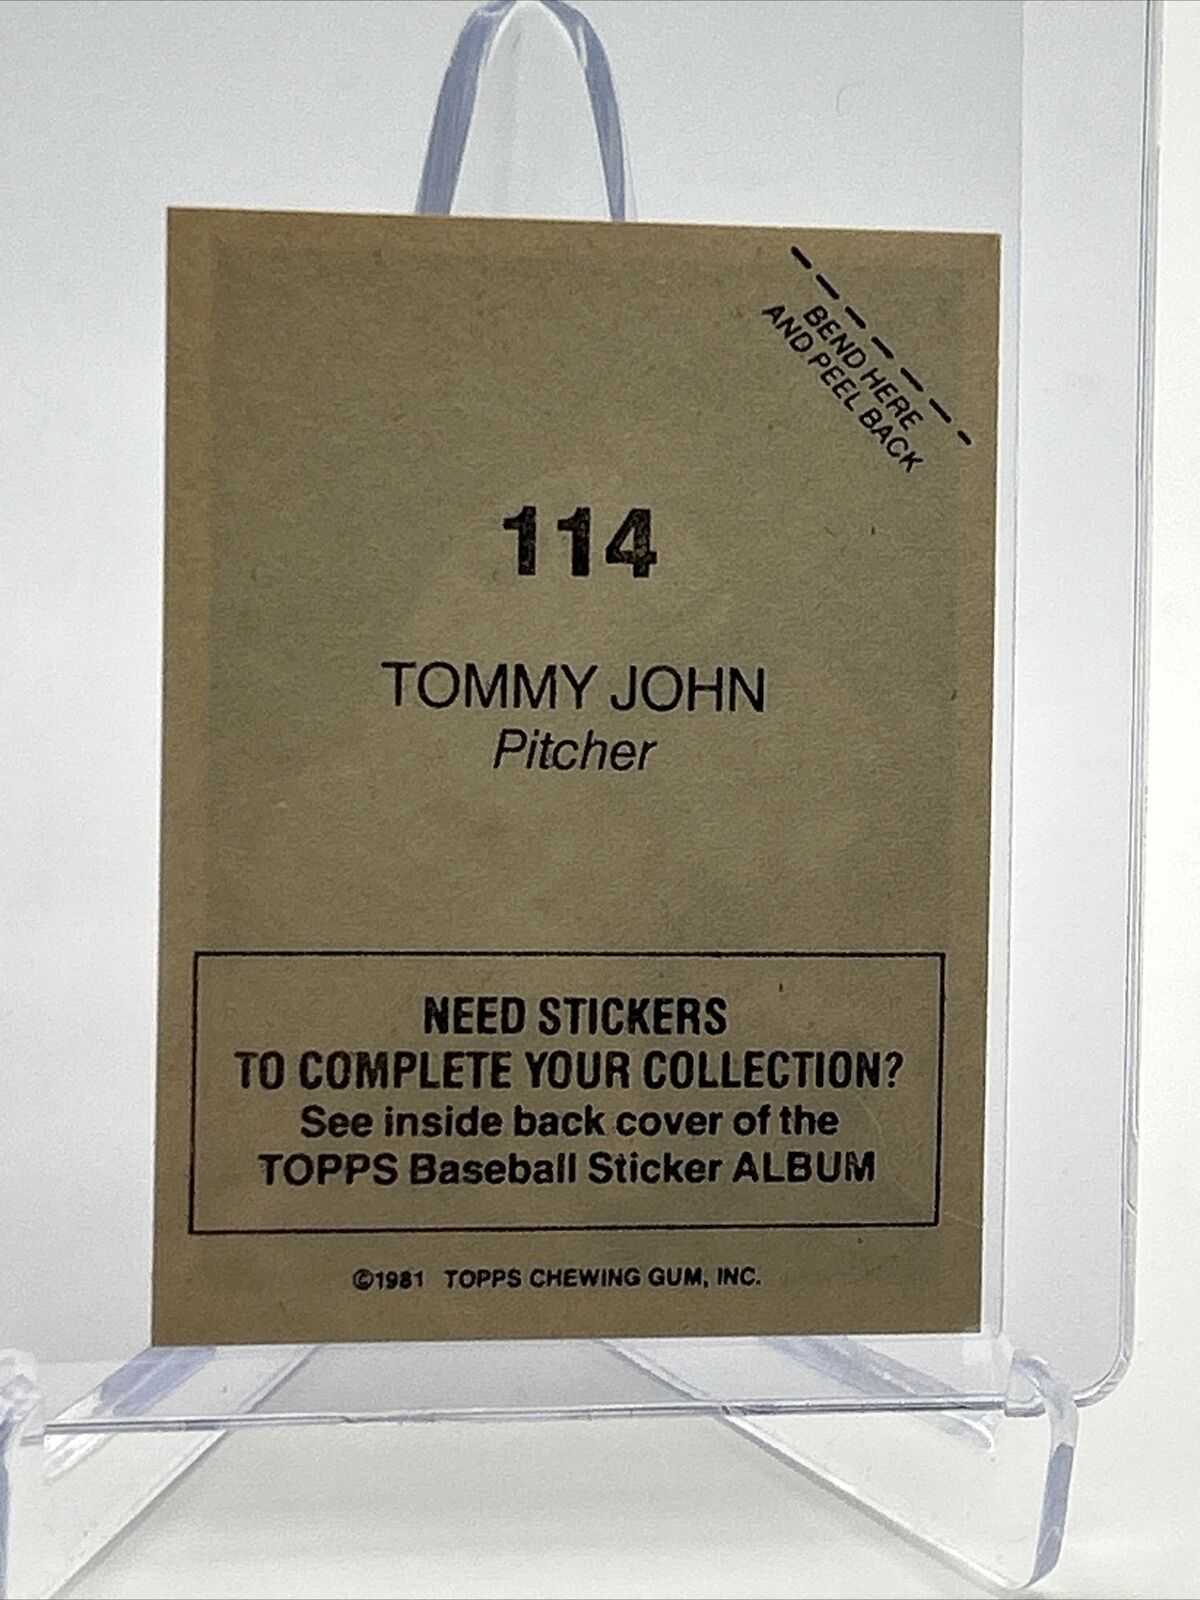 BEND HERE
AND PEEL BACK
114
TOMMY JOHN
Pitcher
NEED STICKERS
TO COMPLETE YOUR COLLECTION?
See inside back cover of the
TOPPS Baseball Sticker ALBUM
©1981 TOPPS CHEWING GUM, INC.